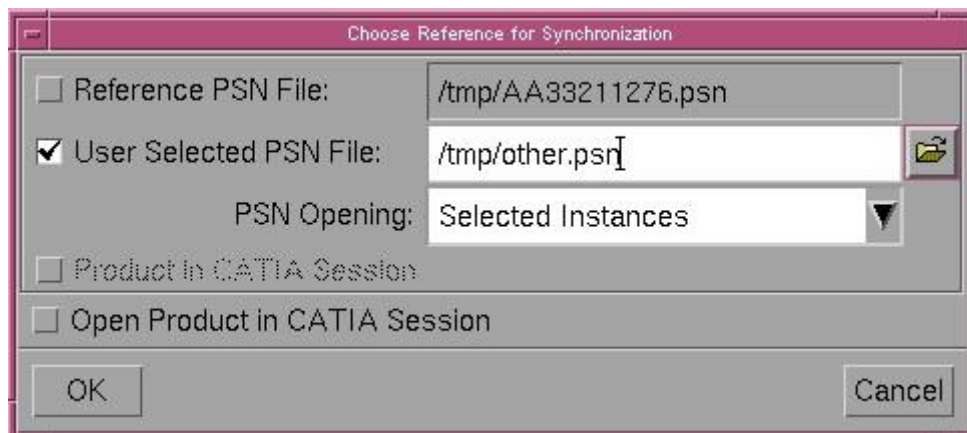 Choose Reference for Synchronization
Reference PSN File: /tmp/AA33211276.psn
User Selected PSN File: /tmp/other.psn
PSN Opening: Selected Instances
Product in CATIA Session
Open Product in CATIA Session
OK Cancel